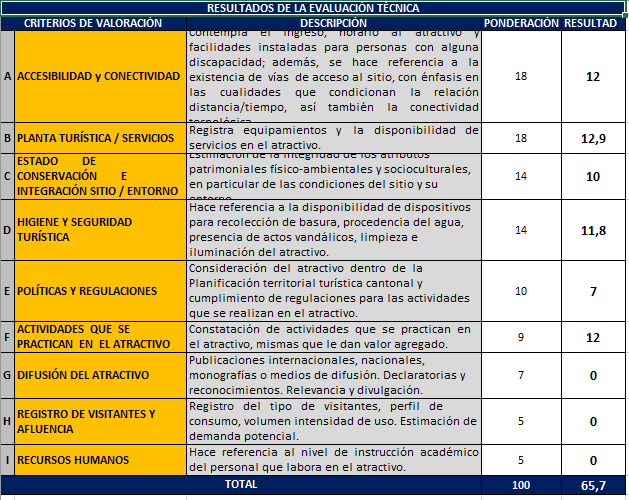 RESULTADOS DE LA EVALUACIÓN TÉCNICA
CRITERIOS DE VALORACIÓN DESCRIPCIÓN PONDERACIÓN RESULTAD
A ACCESIBILIDAD y CONECTIVIDAD 18 12
Contempla el ingreso, horario al atractivo y
facilidades instaladas para personas con alguna
discapacidad; además, se hace referencia a la
existencia de vías de acceso al sitio, con énfasis en
las cualidades que condicionan la relación
distancia/tiempo, así también la conectividad
tecnológica.
B PLANTA TURÍSTICA / SERVICIOS 18 12,9
Registra equipamientos y la disponibilidad de
servicios en el atractivo.
C ESTADO DE
CONSERVACIÓN E
INTEGRACIÓN SITIO / ENTORNO 14 10
Estimación de la integridad de los atributos
patrimoniales físico-ambientales y socioculturales,
en particular de las condiciones del sitio y su
entorno
D HIGIENE Y SEGURIDAD
TURÍSTICA 14 11,8
Hace referencia a la disponibilidad de dispositivos
para recolección de basura, procedencia del agua,
presencia de actos vandálicos, limpieza e
iluminación del atractivo.
E POLÍTICAS Y REGULACIONES 10 7
Consideración del atractivo dentro de la
Planificación territorial turística cantonal y
cumplimiento de regulaciones para las actividades
que se realizan en el atractivo.
F ACTIVIDADES QUE SE
PRACTICAN EN EL ATRACTIVO 9 12
Constatación de actividades que se practican en
el atractivo, mismas que le dan valor agregado.
G DIFUSIÓN DEL ATRACTIVO 7 0
Publicaciones internacionales, nacionales,
monografías o medios de difusión. Declaratorias y
reconocimientos. Relevancia y divulgación.
H REGISTRO DE VISITANTES Y
AFLUENCIA 5 0
Registro del tipo de visitantes, perfil de
consumo, volumen intensidad de uso. Estimación de
demanda potencial.
I RECURSOS HUMANOS 5 0
Hace referencia al nivel de instrucción académico
del personal que labora en el atractivo.
TOTAL 100 65,7